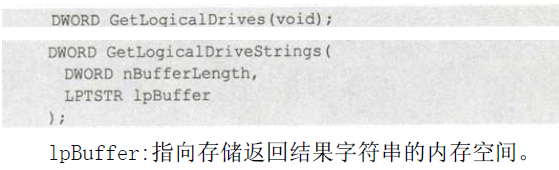 DWORD GetLogicalDrives(void);
DWORD GetLogicalDriveStrings(
DWORD nBufferLength,
LPTSTR lpBuffer
);
lpBuffer:指向存储返回结果字符串的内存空间。